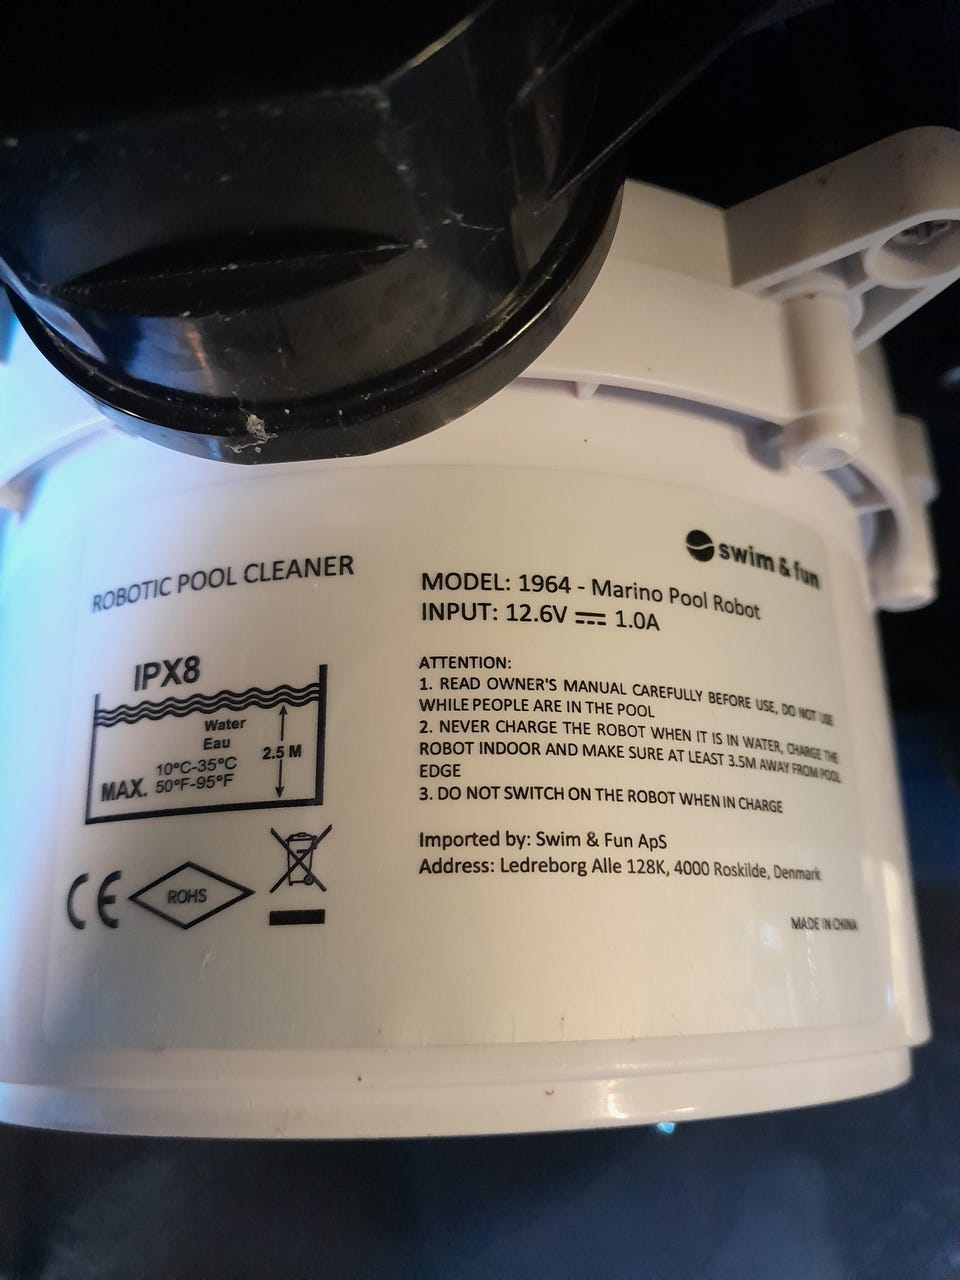 swim & fun
ROBOTIC POOL CLEANER
MODEL: 1964 - Marino Pool Robot
INPUT: 12.6V 1.0A
IPX8
Water
Eau
2.5 M
10°C-35°C
MAX. 50°F-95°F
CE
ROHS
ATTENTION:
1. READ OWNER'S MANUAL CAREFULLY BEFORE USE, DO NOT USE
WHILE PEOPLE ARE IN THE POOL
2. NEVER CHARGE THE ROBOT WHEN IT IS IN WATER, CHARGE THE
ROBOT INDOOR AND MAKE SURE AT LEAST 3.5M AWAY FROM POOL
EDGE
3. DO NOT SWITCH ON THE ROBOT WHEN IN CHARGE
Imported by: Swim & Fun ApS
Address: Ledreborg Alle 128K, 4000 Roskilde, Denmark
MADE IN CHINA